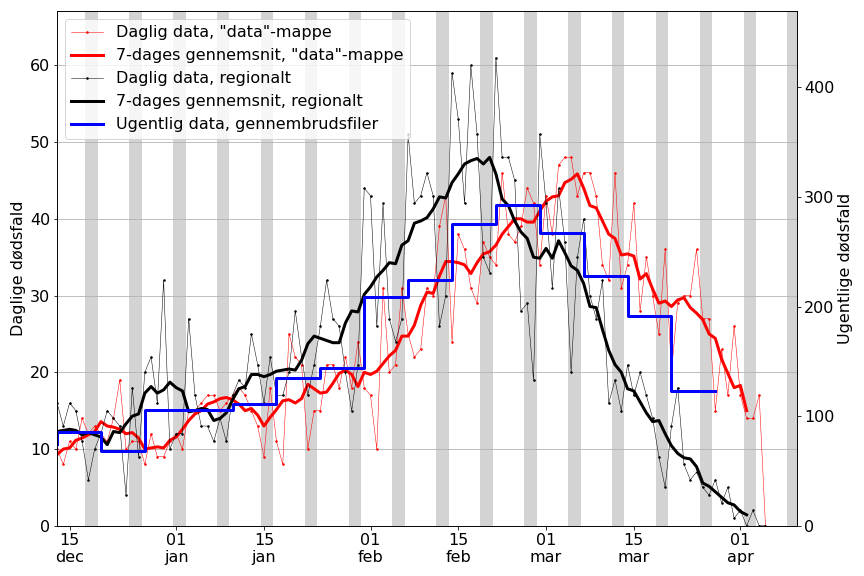 Daglig data, "data"-mappe
7-dages gennemsnit, "data"-mappe
Daglig data, regionalt
7-dages gennemsnit, regionalt
Ugentlig data, gennembrudsfiler
Daglige dødsfald
60
50
40
30
20
10
0
Ugentlige dødsfald
400
300
200
100
0
15 01 15 01 15 01 15 01
dec jan jan feb feb mar mar apr